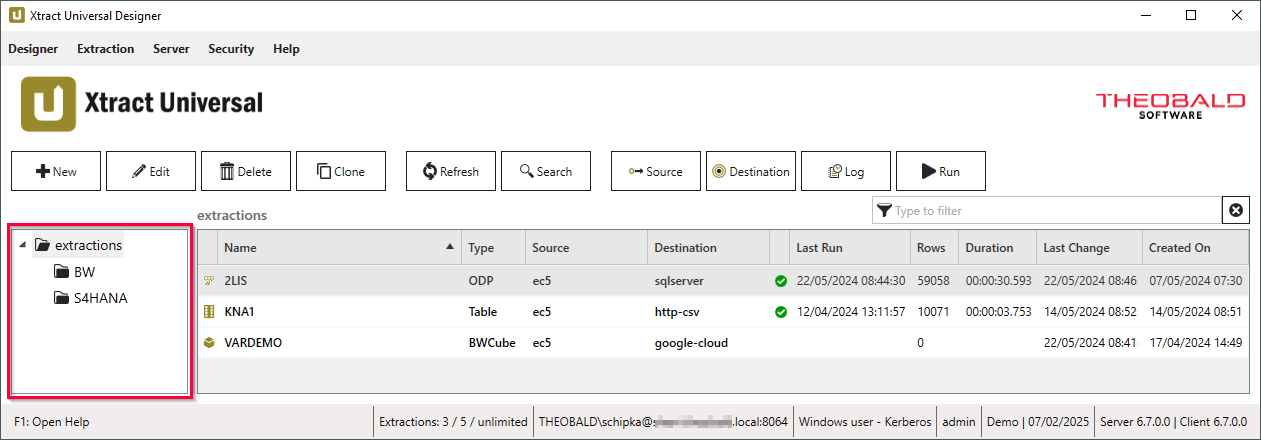 Xtract Universal Designer
Designer Extraction Server Security Help
Xtract Universal
THEOBALD
SOFTWARE
New Edit Delete Clone Refresh Search Source Destination Log Run
extractions
Type to filter
extractions
BW
S4HANA
Name Type Source Destination Last Run Rows Duration Last Change Created On
2LIS ODP ec5 sqlserver 22/05/2024 08:44:30 59058 00:00:30.593 22/05/2024 08:46 07/05/2024 07:30
KNA1 Table ec5 http-csv 12/04/2024 13:11:57 10071 00:00:03.753 14/05/2024 08:52 14/05/2024 08:51
VARDEMO BWCube ec5 google-cloud 0 22/05/2024 08:41 17/04/2024 14:49
F1: Open Help Extractions: 3 / 5 / unlimited THEOBALD\schipka@ .local:8064 Windows user - Kerberos admin Demo | 07/02/2025 Server 6.7.0.0 | Client 6.7.0.0